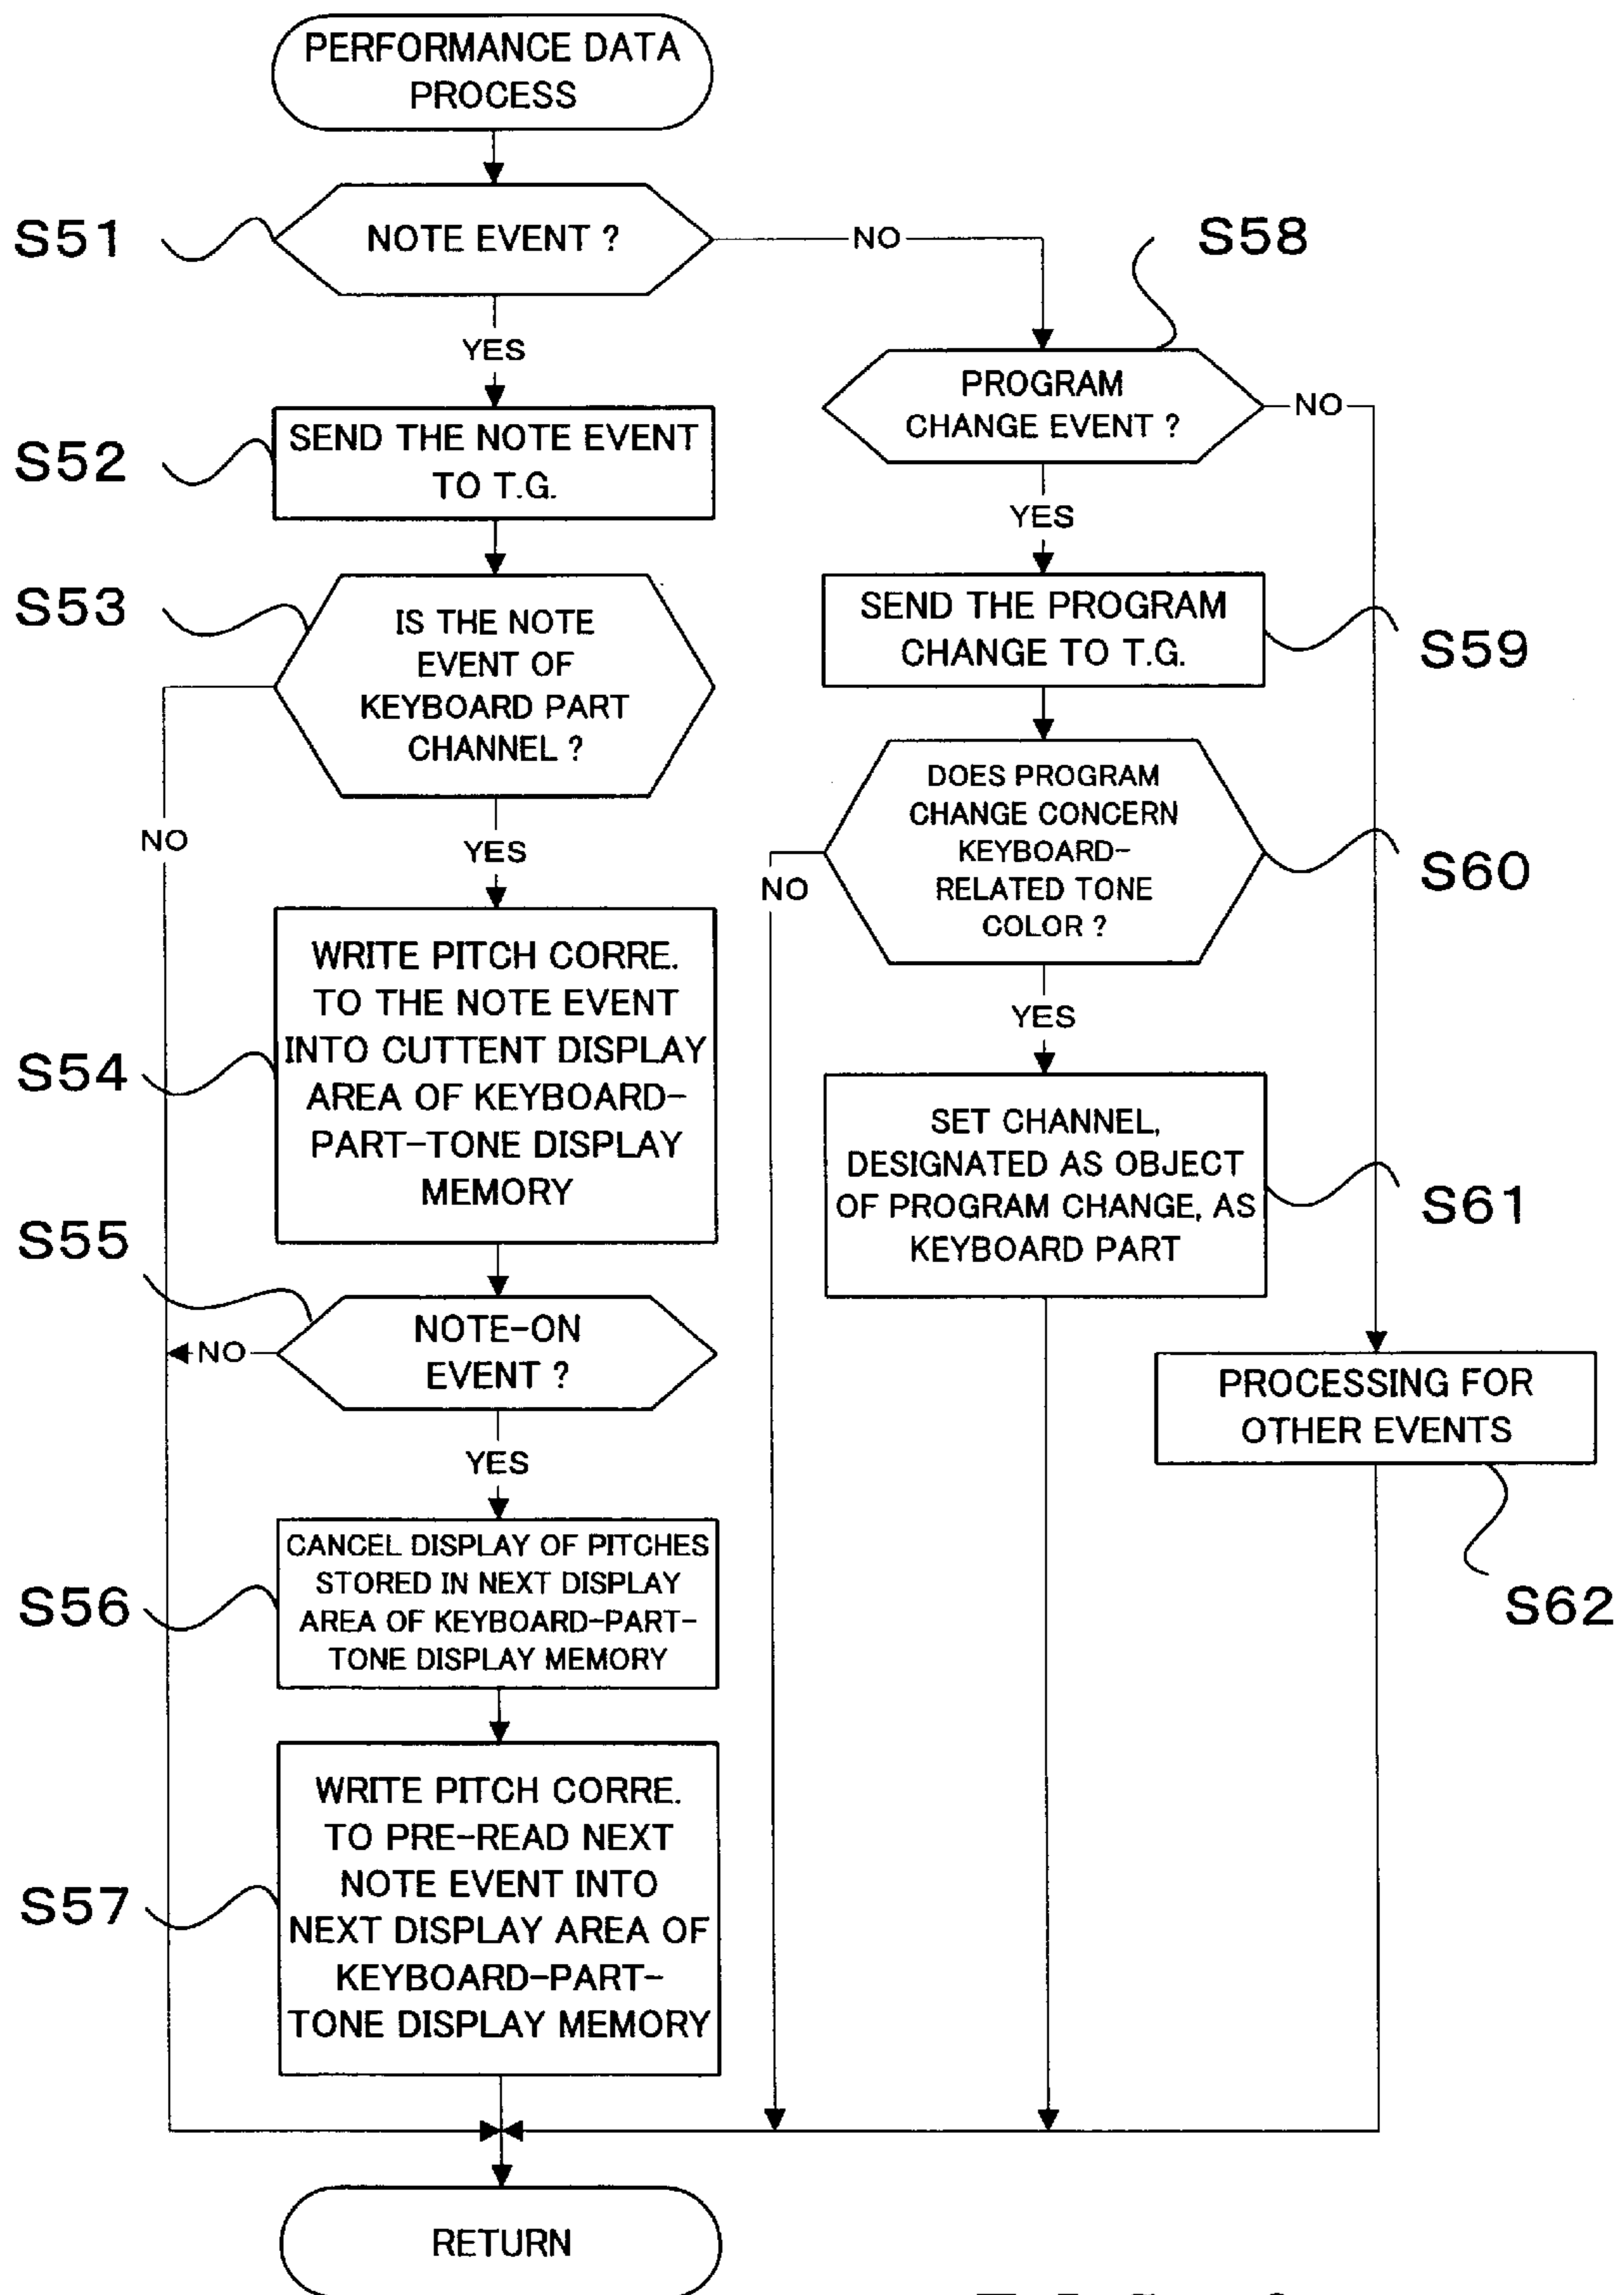 PERFORMANCE DATA
PROCESS
S51
NOTE EVENT ?
NO
YES
S52
SEND THE NOTE EVENT
TO T.G.
S53
IS THE NOTE
EVENT OF
KEYBOARD PART
CHANNEL ?
NO
YES
S54
WRITE PITCH CORRE.
TO THE NOTE EVENT
INTO CUTTENT DISPLAY
AREA OF KEYBOARD-
PART-TONE DISPLAY
MEMORY
S55
NOTE-ON
EVENT ?
NO
YES
S56
CANCEL DISPLAY OF PITCHES
STORED IN NEXT DISPLAY
AREA OF KEYBOARD-PART-
TONE DISPLAY MEMORY
S57
WRITE PITCH CORRE.
TO PRE-READ NEXT
NOTE EVENT INTO
NEXT DISPLAY AREA OF
KEYBOARD-PART-
TONE DISPLAY MEMORY
RETURN
S58
PROGRAM
CHANGE EVENT ?
NO
YES
SEND THE PROGRAM
CHANGE TO T.G.
S59
DOES PROGRAM
CHANGE CONCERN
KEYBOARD-
RELATED TONE
COLOR ?
S60
NO
YES
SET CHANNEL,
DESIGNATED AS OBJECT
OF PROGRAM CHANGE, AS
KEYBOARD PART
S61
PROCESSING FOR
OTHER EVENTS
S62